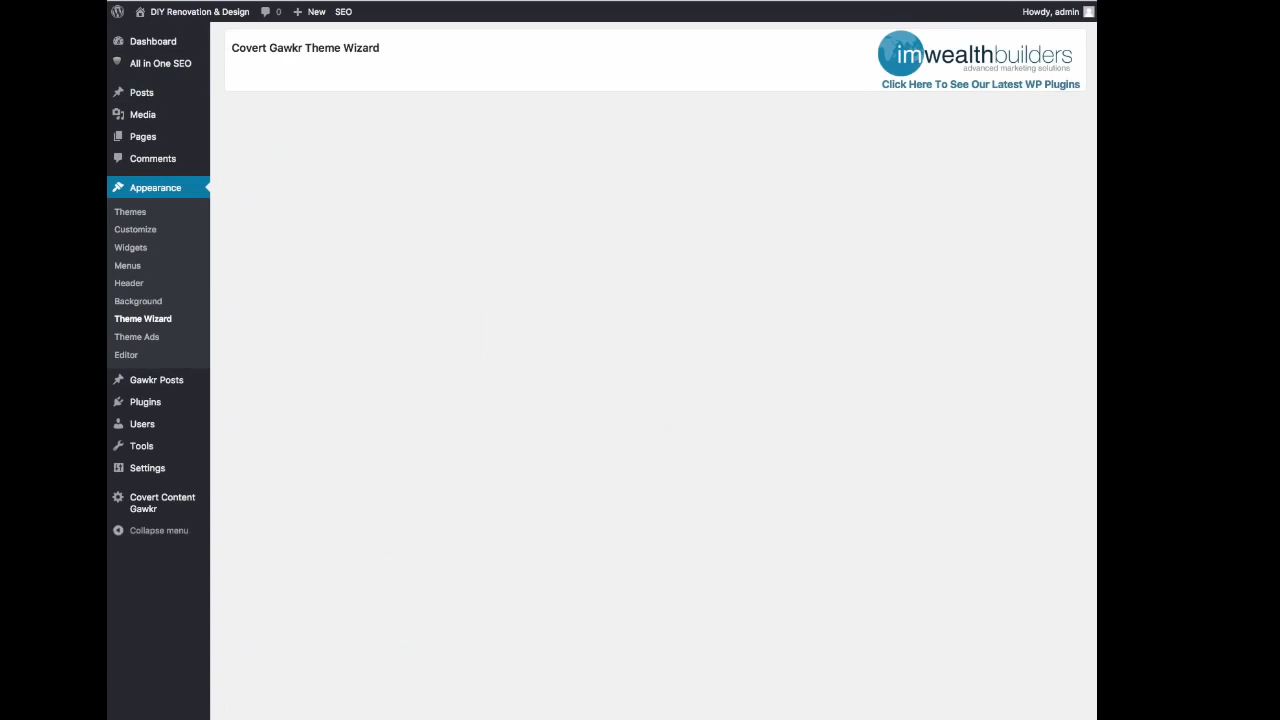 DIY Renovation & Design 0 New SEO Howdy, admin
Dashboard
All in One SEO
Posts
Media
Pages
Comments
Appearance
Themes
Customize
Widgets
Menus
Header
Background
Theme Wizard
Theme Ads
Editor
Gawkr Posts
Plugins
Users
Tools
Settings
Covert Content
Gawkr
Collapse menu
Covert Gawkr Theme Wizard
imwealthbuilders
advanced marketing solutions
Click Here To See Our Latest WP Plugins